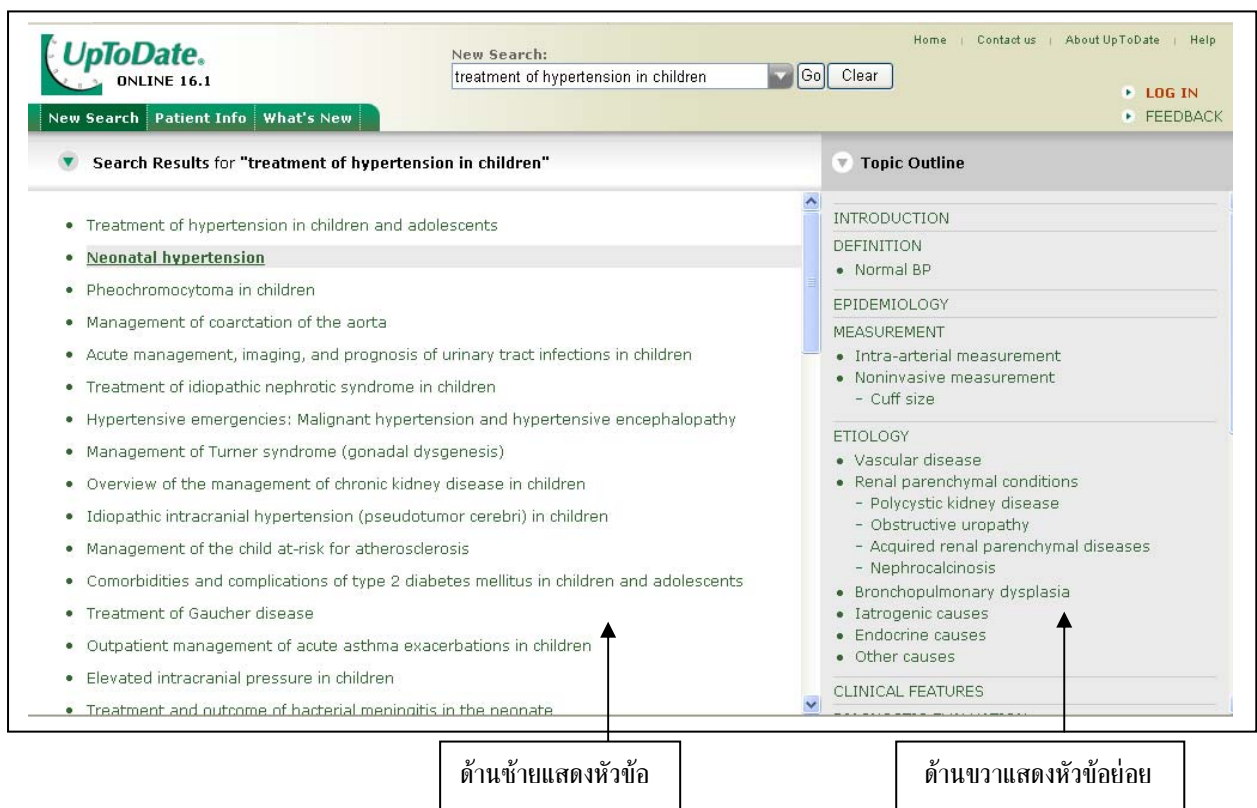 UpToDate.
ONLINE 16.1
New Search:
treatment of hypertension in children
Go
Clear
Home | Contact us | About UpToDate | Help
LOG IN
FEEDBACK
New Search
Patient Info
What's New
Search Results for "treatment of hypertension in children"
• Treatment of hypertension in children and adolescents
• Neonatal hypertension
• Pheochromocytoma in children
• Management of coarctation of the aorta
• Acute management, imaging, and prognosis of urinary tract infections in children
• Treatment of idiopathic nephrotic syndrome in children
• Hypertensive emergencies: Malignant hypertension and hypertensive encephalopathy
• Management of Turner syndrome (gonadal dysgenesis)
• Overview of the management of chronic kidney disease in children
• Idiopathic intracranial hypertension (pseudotumor cerebri) in children
• Management of the child at-risk for atherosclerosis
• Comorbidities and complications of type 2 diabetes mellitus in children and adolescents
• Treatment of Gaucher disease
• Outpatient management of acute asthma exacerbations in children
• Elevated intracranial pressure in children
• Treatment and outcome of bacterial meningitis in the neonate
Topic Outline
INTRODUCTION
DEFINITION
• Normal BP
EPIDEMIOLOGY
MEASUREMENT
• Intra-arterial measurement
• Noninvasive measurement
- Cuff size
ETIOLOGY
• Vascular disease
• Renal parenchymal conditions
- Polycystic kidney disease
- Obstructive uropathy
- Acquired renal parenchymal diseases
- Nephrocalcinosis
• Bronchopulmonary dysplasia
• Iatrogenic causes
• Endocrine causes
• Other causes
CLINICAL FEATURES
DIAGNOSTIC EVALUATION
ด้านซ้ายแสดงหัวข้อ
ด้านขวาแสดงหัวข้อย่อย